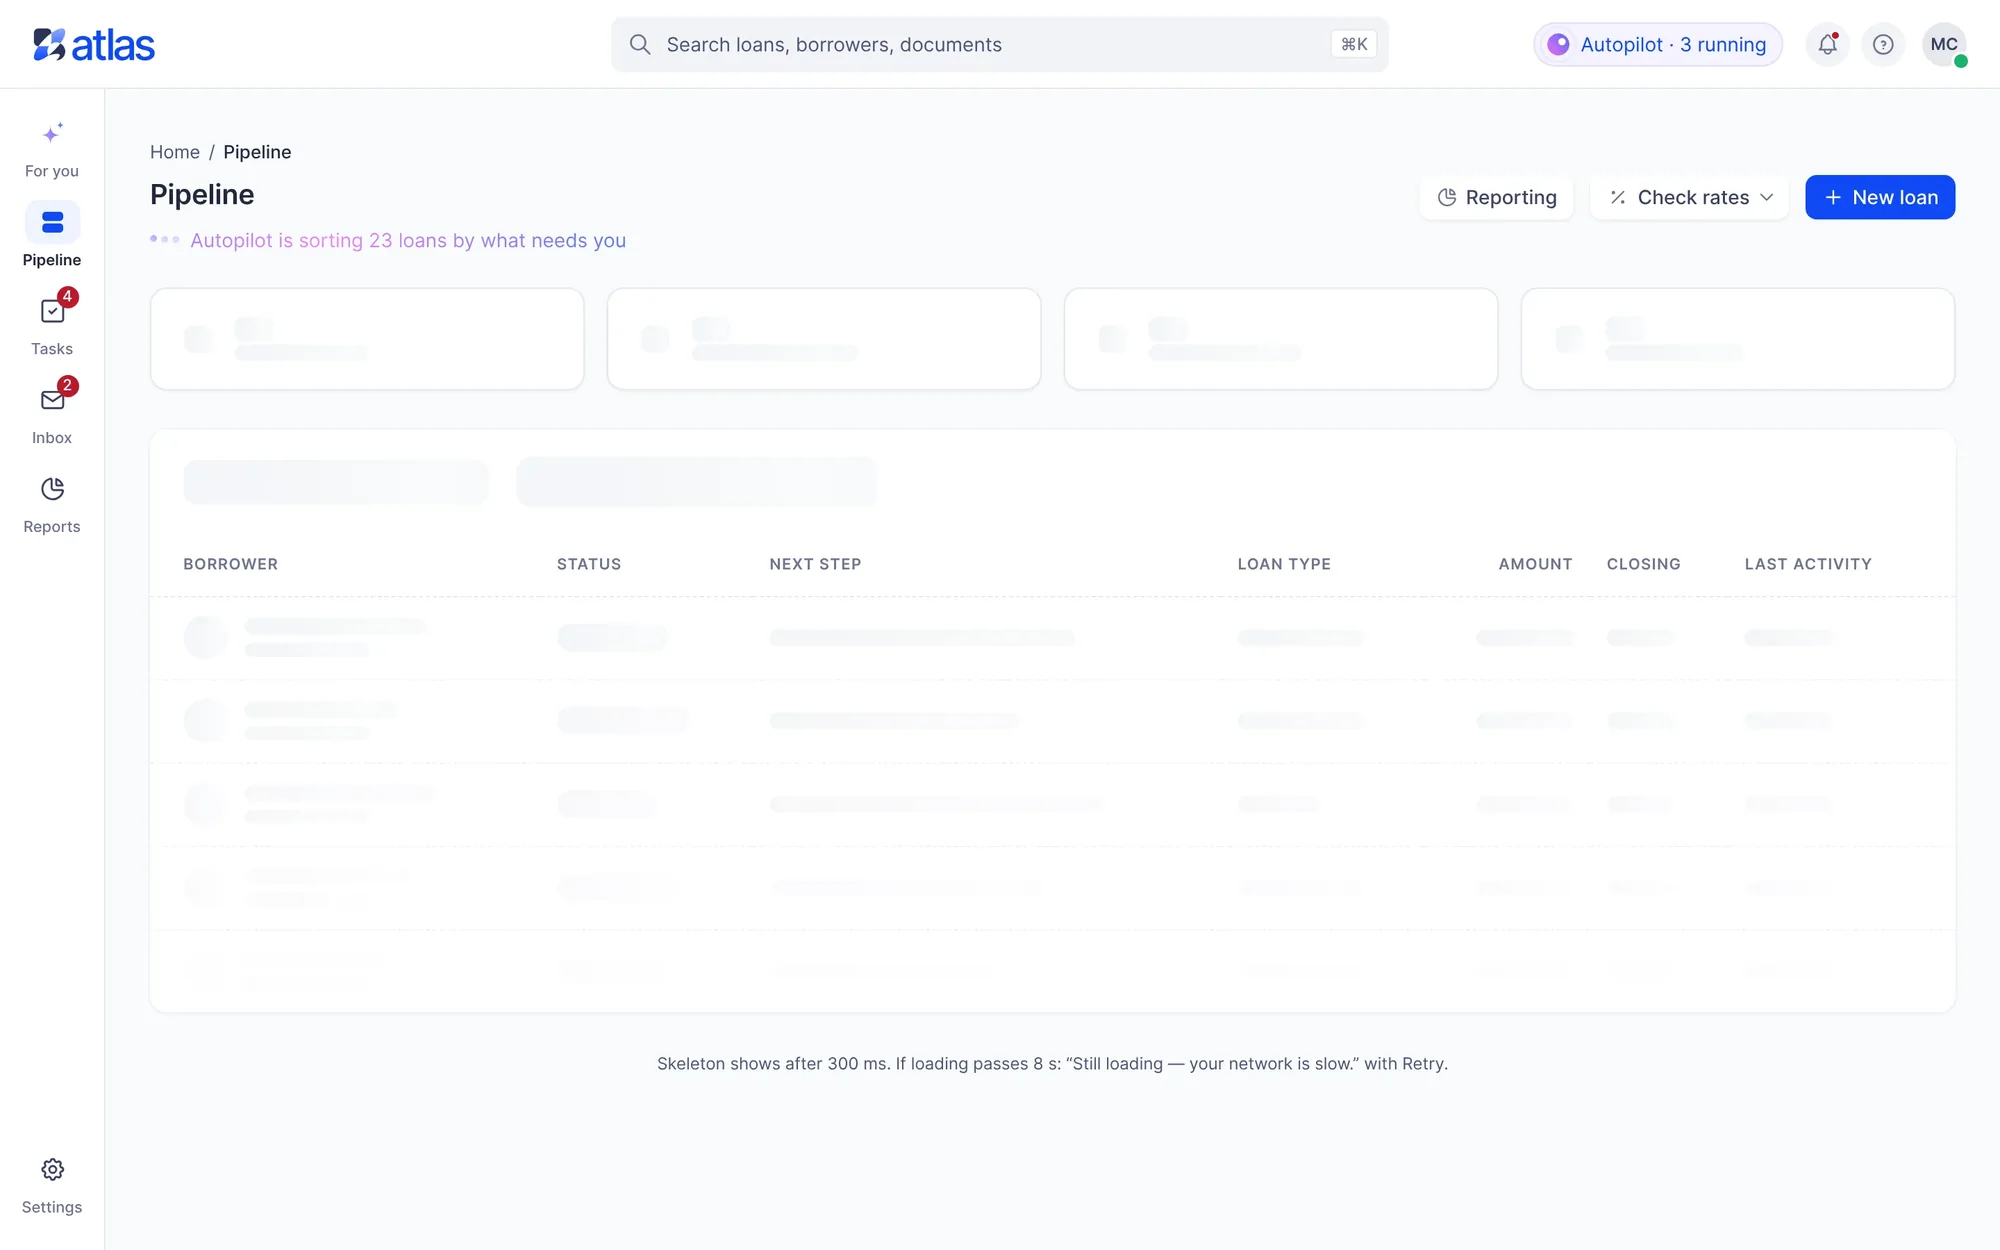 atlas
Search loans, borrowers, documents
⌘K
Autopilot · 3 running
MC
For you
Pipeline
4
Tasks
2
Inbox
Reports
Settings
Home / Pipeline
Pipeline
Autopilot is sorting 23 loans by what needs you
Reporting
Check rates
+ New loan
BORROWER STATUS NEXT STEP LOAN TYPE AMOUNT CLOSING LAST ACTIVITY
Skeleton shows after 300 ms. If loading passes 8 s: “Still loading — your network is slow.” with Retry.